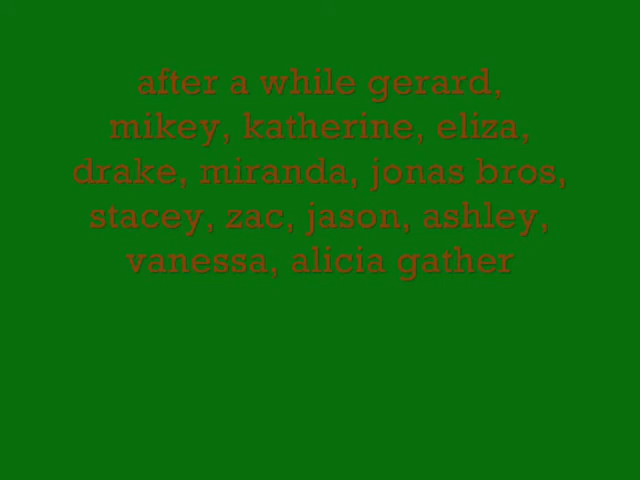 after a while gerard,
mikey, katherine, eliza,
drake, miranda, jonas bros,
stacey, zac, jason, ashley,
vanessa, alicia gather